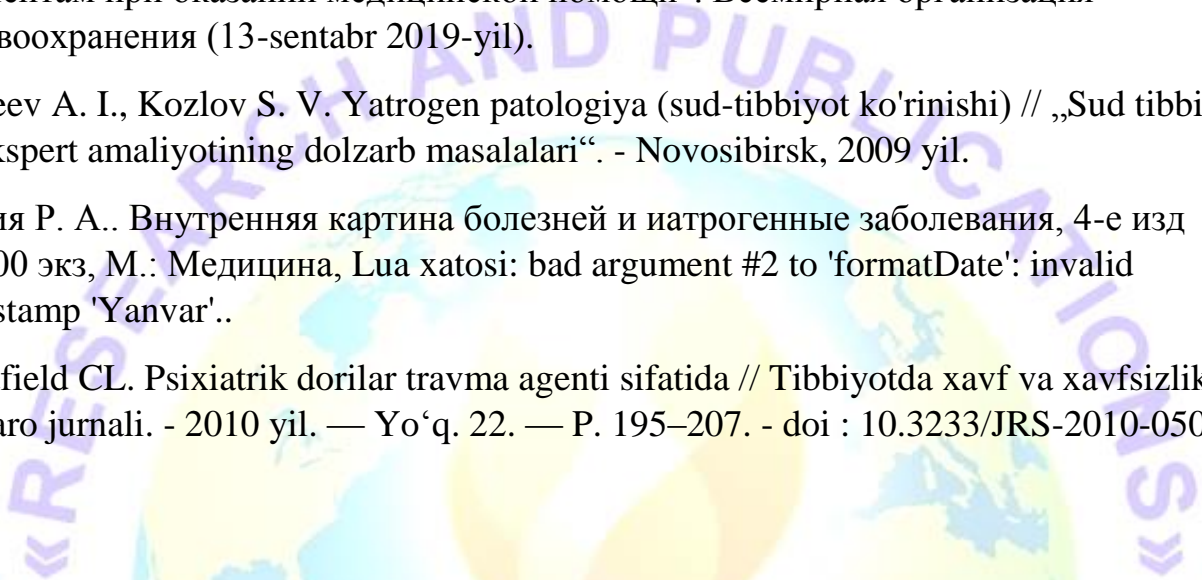 ентам при оказании медицинской помощи". Всемирная организация
воохранения (13-sentabr 2019-yil).
eev A. I., Kozlov S. V. Yatrogen patologiya (sud-tibbiyot ko'rinishi) // „Sud tibbi
kspert amaliyotining dolzarb masalalari“. - Novosibirsk, 2009 yil.
ия Р. А.. Внутренняя картина болезней и иатрогенные заболевания, 4-е изд
00 экз, М.: Медицина, Lua xatosi: bad argument #2 to 'formatDate': invalid
stamp 'Yanvar'..
field CL. Psixiatrik dorilar travma agenti sifatida // Tibbiyotda xavf va xavfsizlik
aro jurnali. - 2010 yil. — Yo‘q. 22. — P. 195–207. - doi : 10.3233/JRS-2010-050
«RESEARCH AND PUBLICATIONS»